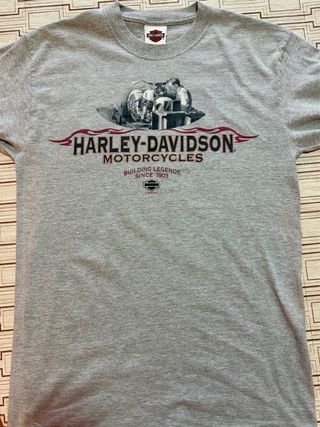 HARLEY-DAVIDSON
MOTORCYCLES
BUILDING LEGENDS
SINCE 1903